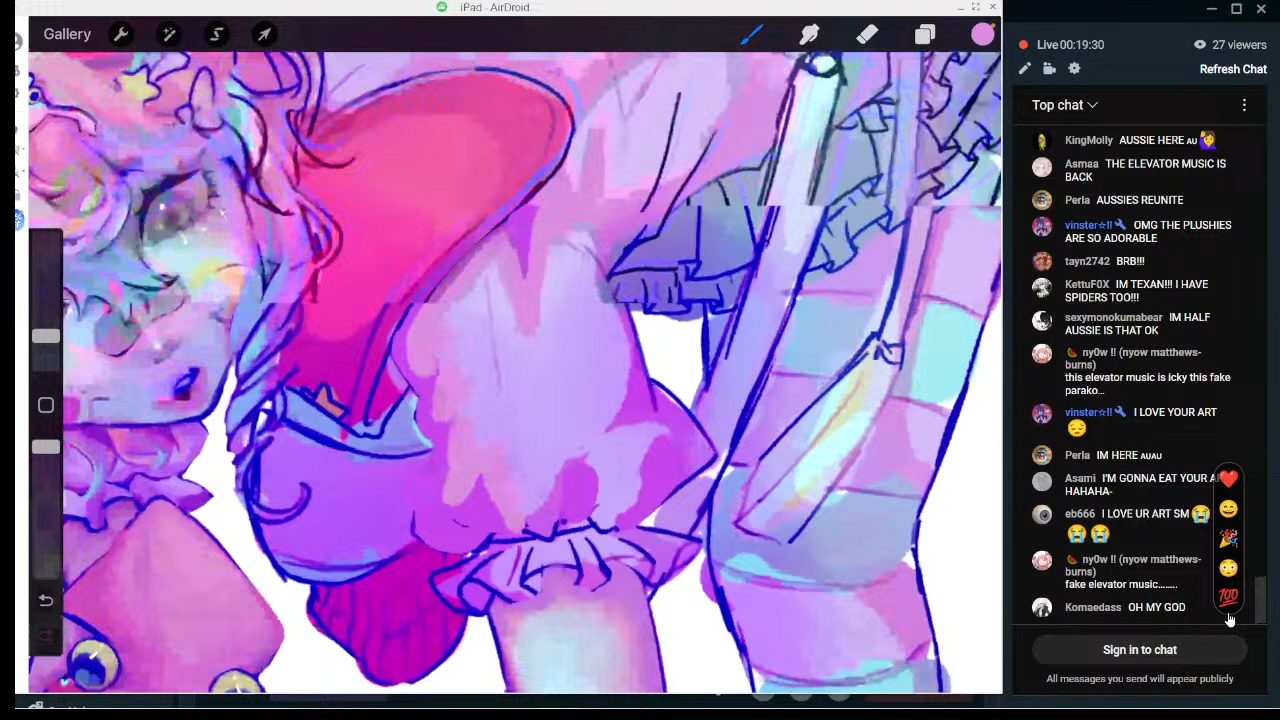 iPad - AirDroid
Gallery
Live 00:19:30
27 viewers
Refresh Chat
Top chat
KingMolly AUSSIE HERE AU 🙋‍♀️
Asmaa THE ELEVATOR MUSIC IS
BACK
Perla AUSSIES REUNITE
vinster☆!! OMG THE PLUSHIES
ARE SO ADORABLE
tayn2742 BRB!!!
KettuF0X IM TEXAN!!! I HAVE
SPIDERS TOO!!!
sexymonokumabear IM HALF
AUSSIE IS THAT OK
🍉 ny0w !! (nyow matthews-
burns)
this elevator music is icky this fake
parako...
vinster☆!! I LOVE YOUR ART
😔
Perla IM HERE AUAU
Asami I'M GONNA EAT YOUR
HAHAHA-
eb666 I LOVE UR ART SM 😭
😭 😭
🍉 ny0w !! (nyow matthews-
burns)
fake elevator music........
Komaedass OH MY GOD
💯
Sign in to chat
All messages you send will appear publicly